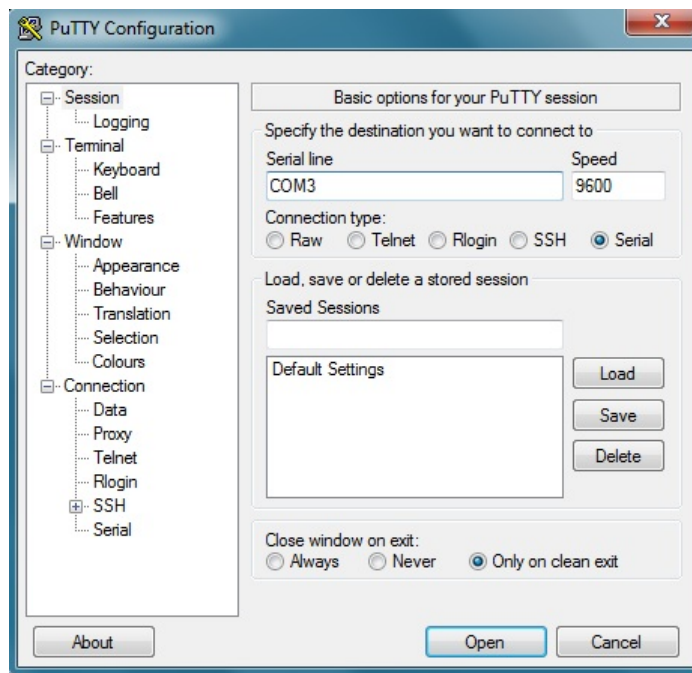 PuTTY Configuration
Category:
Session
Logging
Terminal
Keyboard
Bell
Features
Window
Appearance
Behaviour
Translation
Selection
Colours
Connection
Data
Proxy
Telnet
Rlogin
SSH
Serial
Basic options for your PuTTY session
Specify the destination you want to connect to
Serial line Speed
COM3 9600
Connection type:
Raw Telnet Rlogin SSH Serial
Load, save or delete a stored session
Saved Sessions
Default Settings
Load
Save
Delete
Close window on exit:
Always Never Only on clean exit
About Open Cancel